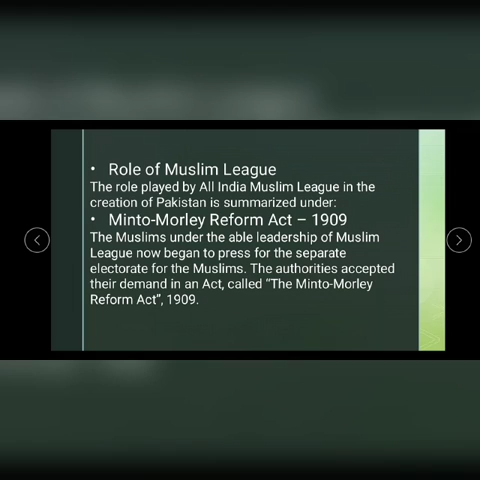 • Role of Muslim League
The role played by All India Muslim League in the
creation of Pakistan is summarized under:
• Minto-Morley Reform Act – 1909
The Muslims under the able leadership of Muslim
League now began to press for the separate
electorate for the Muslims. The authorities accepted
their demand in an Act, called “The Minto-Morley
Reform Act”, 1909.